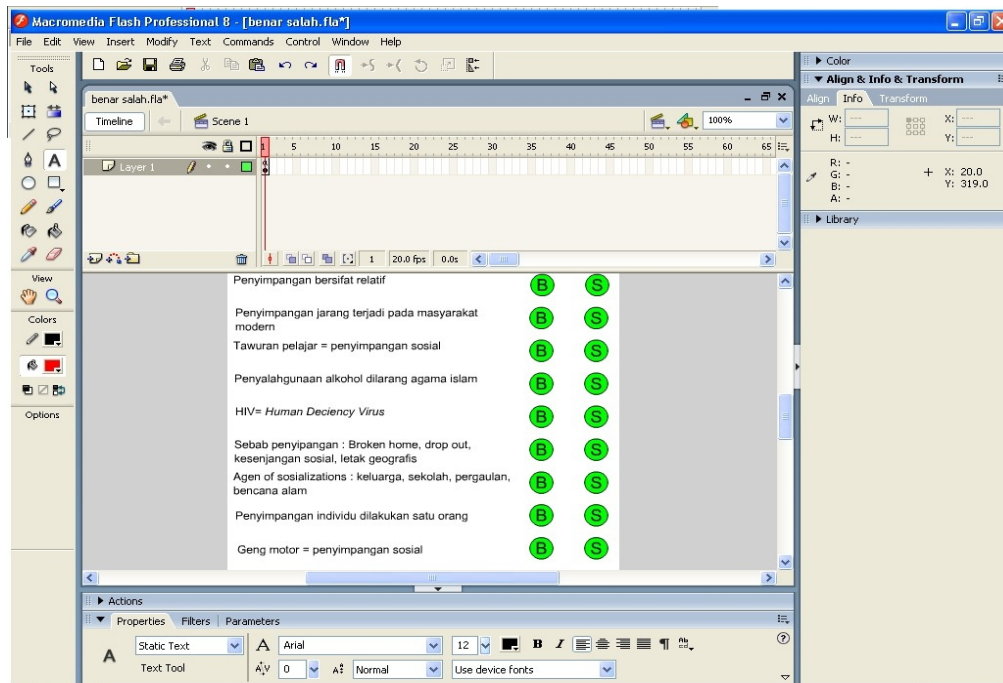 Macromedia Flash Professional 8 - [benar salah.fla*]
File Edit View Insert Modify Text Commands Control Window Help
Tools
View
Colors
Options
benar salah.fla*
Timeline
Scene 1
100%
1 5 10 15 20 25 30 35 40 45 50 55 60 65
Layer 1
1 20.0 fps 0.0s
Penyimpangan bersifat relatif B S
Penyimpangan jarang terjadi pada masyarakat
modern B S
Tawuran pelajar = penyimpangan sosial B S
Penyalahgunaan alkohol dilarang agama islam B S
HIV= Human Deciency Virus B S
Sebab penyipangan : Broken home, drop out,
kesenjangan sosial, letak geografis B S
Agen of sosializations : keluarga, sekolah, pergaulan,
bencana alam B S
Penyimpangan individu dilakukan satu orang B S
Geng motor = penyimpangan sosial B S
Actions
Properties Filters Parameters
A Static Text A Arial 12 B I
Text Tool A/V 0 Normal Use device fonts
Color
Align & Info & Transform
Align Info Transform
W: --- X: ---
H: --- Y: ---
R: -
G: - + X: 20.0
B: - Y: 319.0
A: -
Library